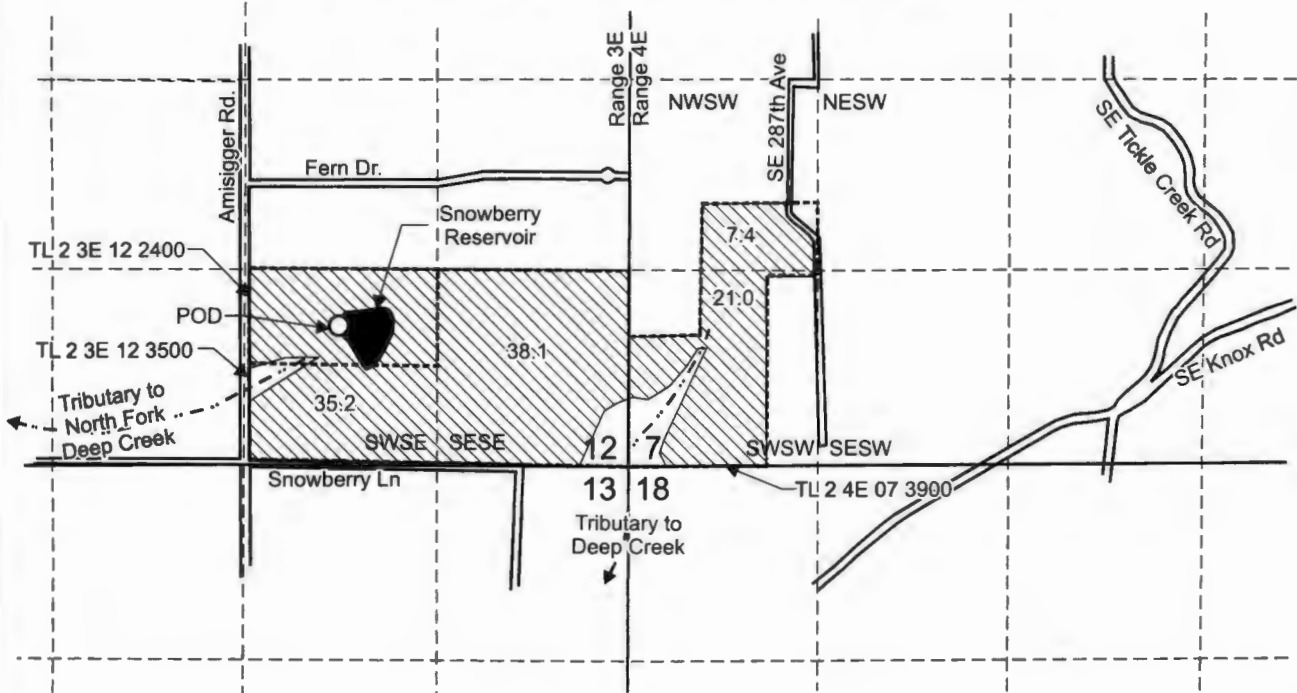 Range 3E
Range 4E
NWSW
SE 287th Ave
NESW
Amisigger Rd.
Fern Dr.
SE Tickle Creek Rd
Snowberry
Reservoir
TL 2 3E 12 2400
7.4
21.0
POD
TL 2 3E 12 3500
38.1
SE Knox Rd
Tributary to
North Fork
Deep Creek
35.2
SWSE
SESE
12
7
SWSW
SESW
Snowberry Ln
13
18
TL 2 4E 07 3900
Tributary to
Deep Creek